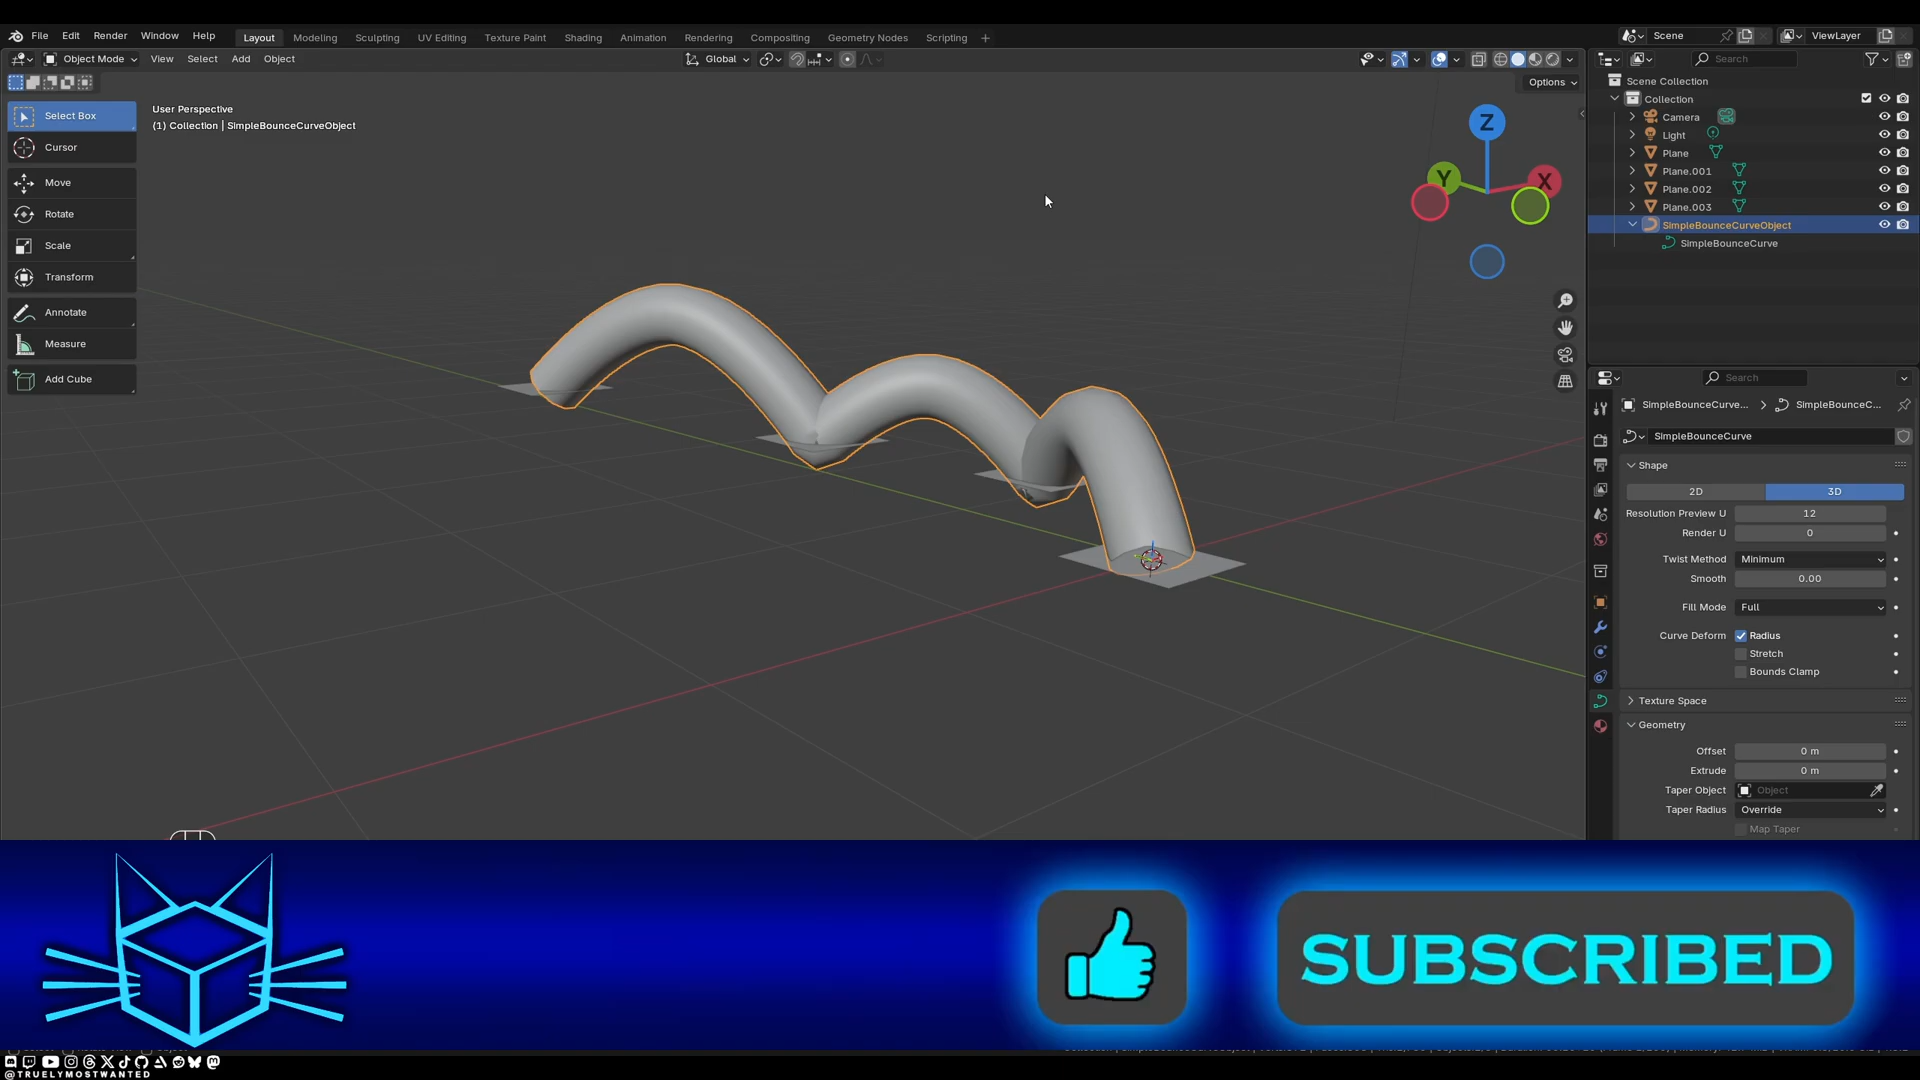 File Edit Render Window Help Layout Modeling Sculpting UV Editing Texture Paint Shading Animation Rendering Compositing Geometry Nodes Scripting + Scene ViewLayer
Object Mode View Select Add Object Global Search
Options
Select Box
Cursor
Move
Rotate
Scale
Transform
Annotate
Measure
Add Cube
User Perspective
(1) Collection | SimpleBounceCurveObject
Z
Y
X
Scene Collection
Collection
Camera
Light
Plane
Plane.001
Plane.002
Plane.003
SimpleBounceCurveObject
SimpleBounceCurve
Search
SimpleBounceCurve... SimpleBounceC...
SimpleBounceCurve
Shape
2D 3D
Resolution Preview U 12
Render U 0
Twist Method Minimum
Smooth 0.00
Fill Mode Full
Curve Deform Radius
Stretch
Bounds Clamp
Texture Space
Geometry
Offset 0 m
Extrude 0 m
Taper Object Object
Taper Radius Override
Map Taper
SUBSCRIBED
@TRUELYMOSTWANTED